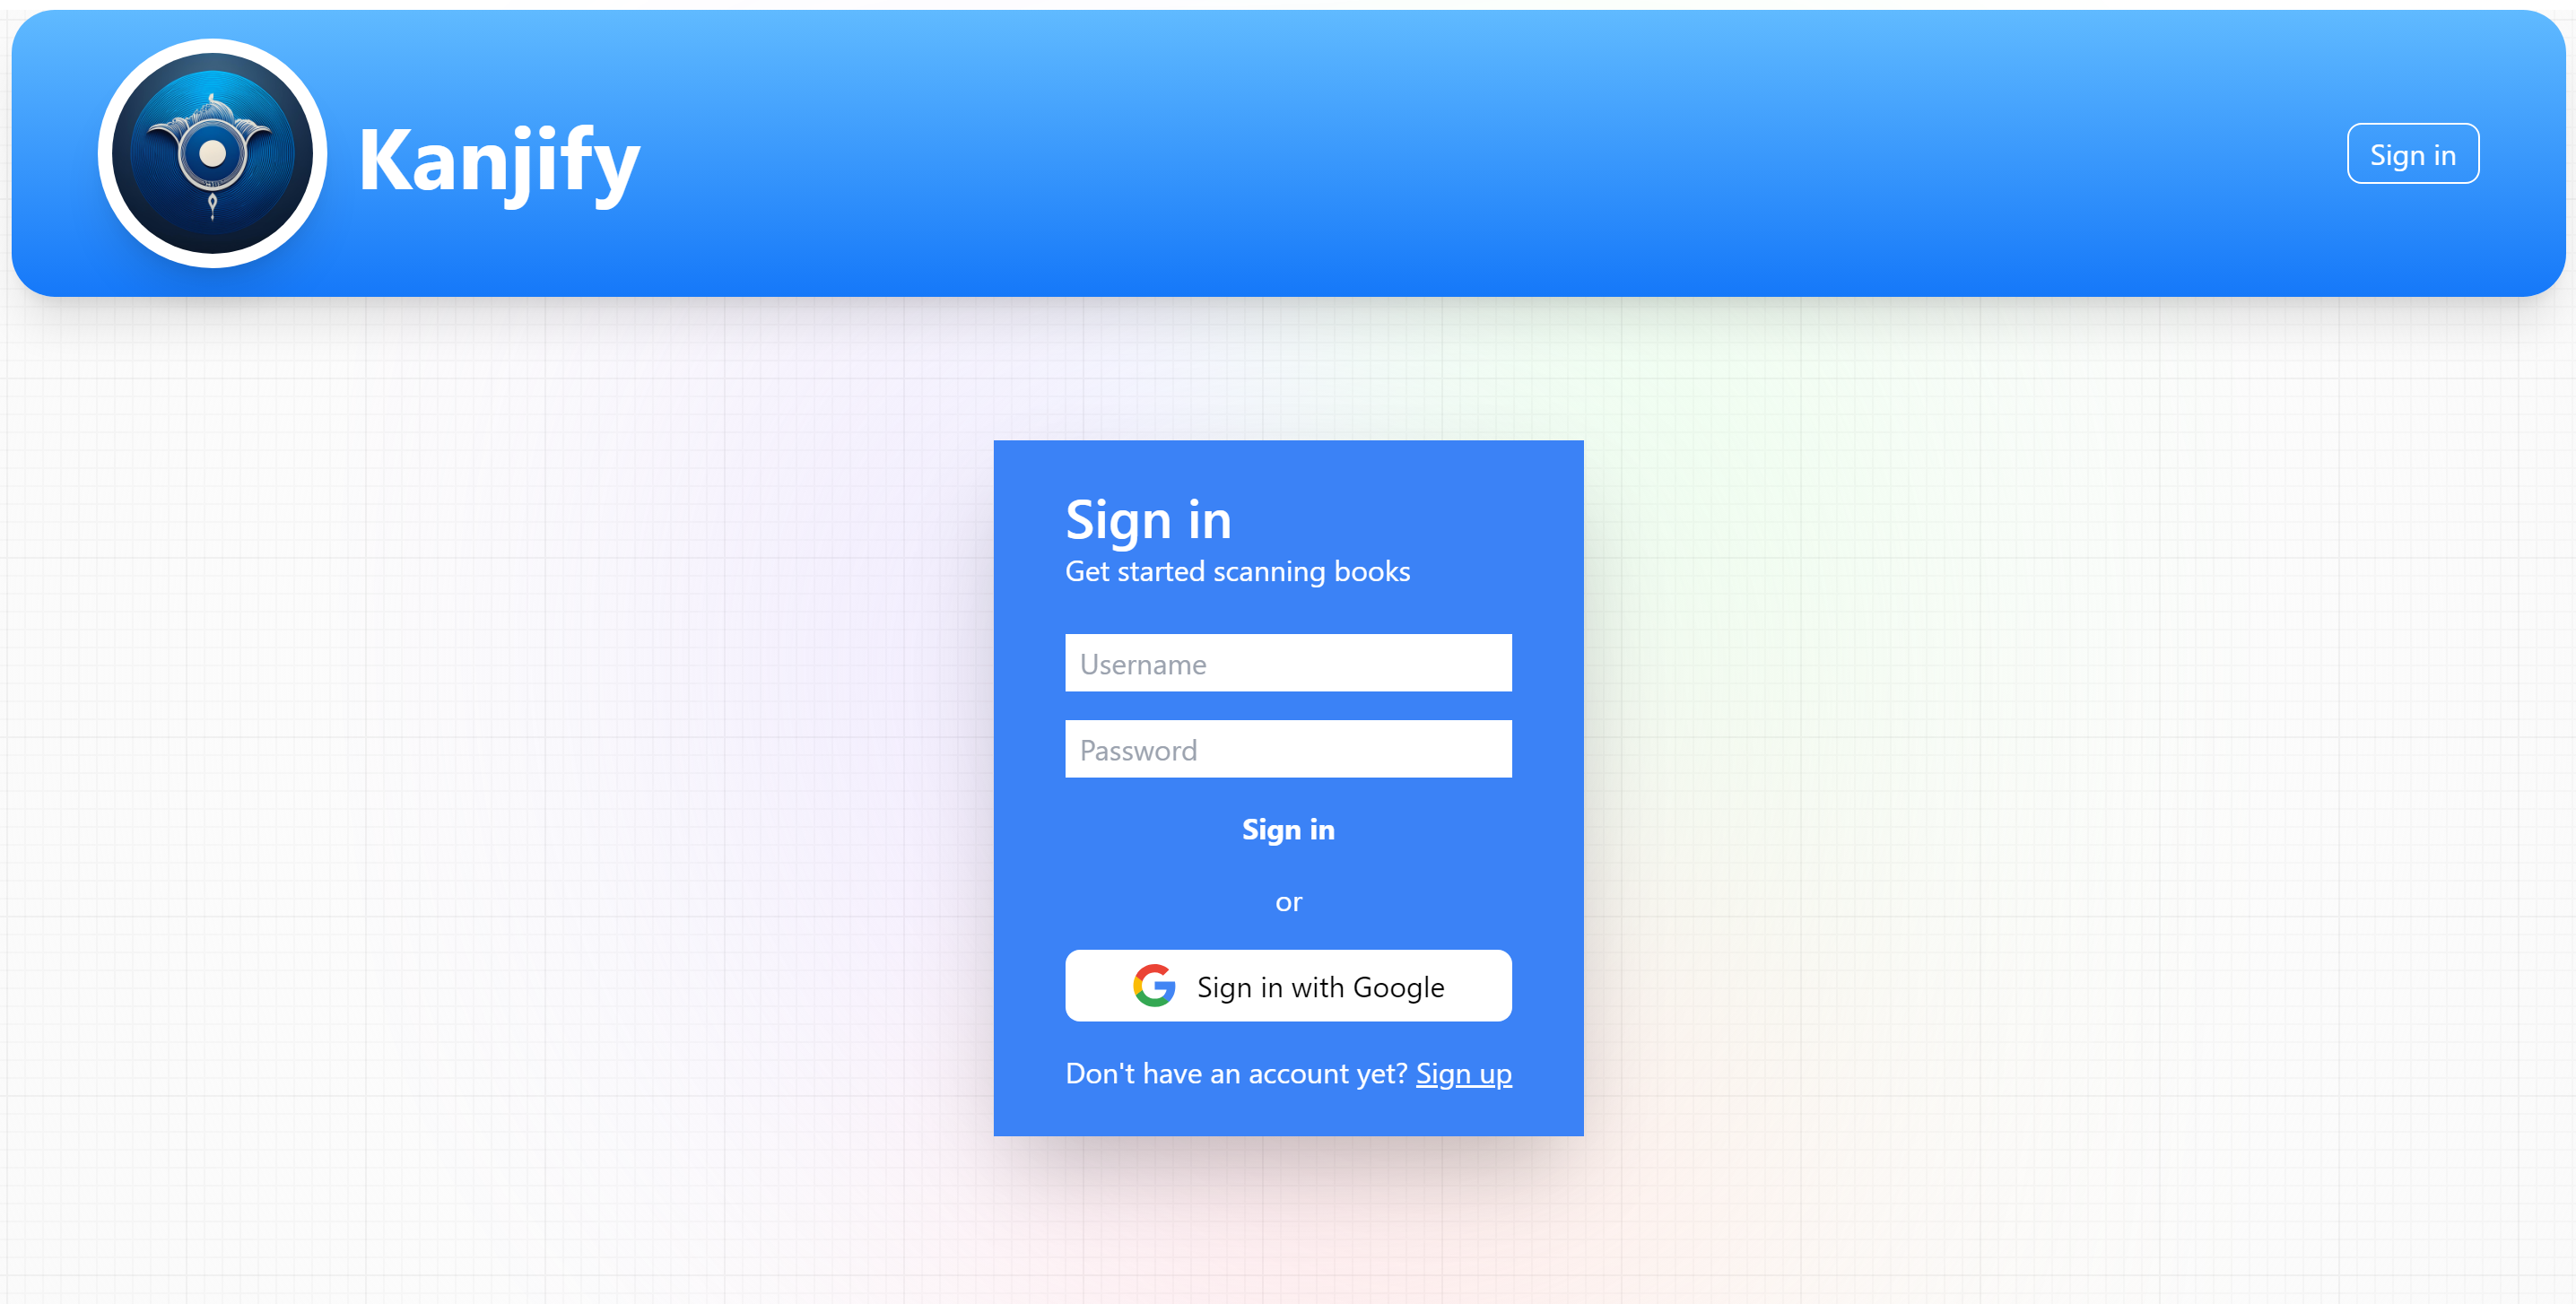 Kanjify
Sign in
Sign in
Get started scanning books
Username
Password
Sign in
or
Sign in with Google
Don't have an account yet? Sign up